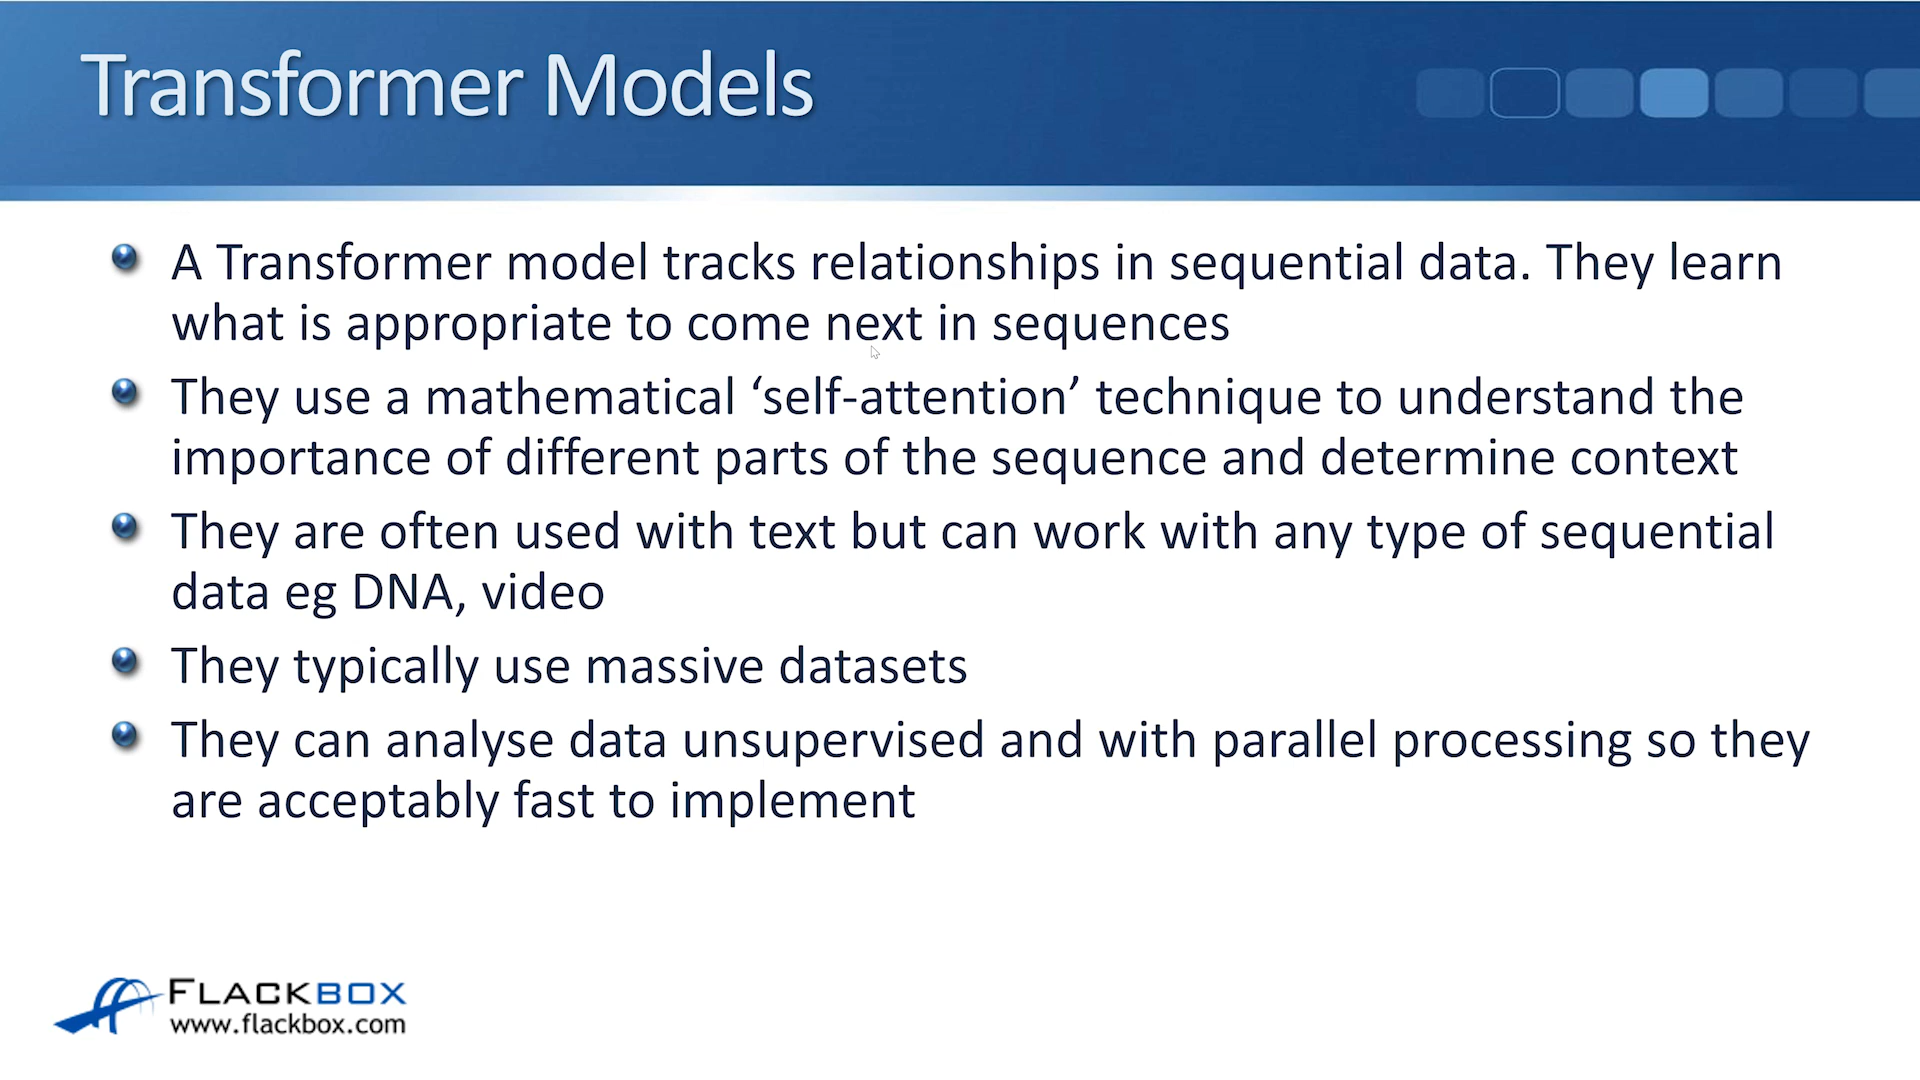 Transformer Models
A Transformer model tracks relationships in sequential data. They learn
what is appropriate to come next in sequences
They use a mathematical ‘self-attention’ technique to understand the
importance of different parts of the sequence and determine context
They are often used with text but can work with any type of sequential
data eg DNA, video
They typically use massive datasets
They can analyse data unsupervised and with parallel processing so they
are acceptably fast to implement
FLACKBOX
www.flackbox.com